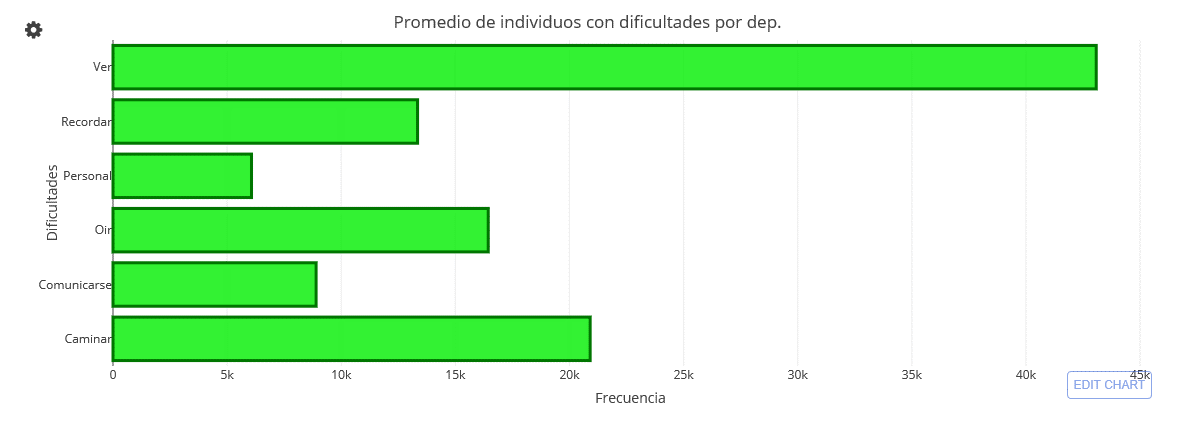 Promedio de individuos con dificultades por dep.
Dificultades
Ver
Recordar
Personal
Oir
Comunicarse
Caminar
0 5k 10k 15k 20k 25k 30k 35k 40k 45k
Frecuencia
EDIT CHART